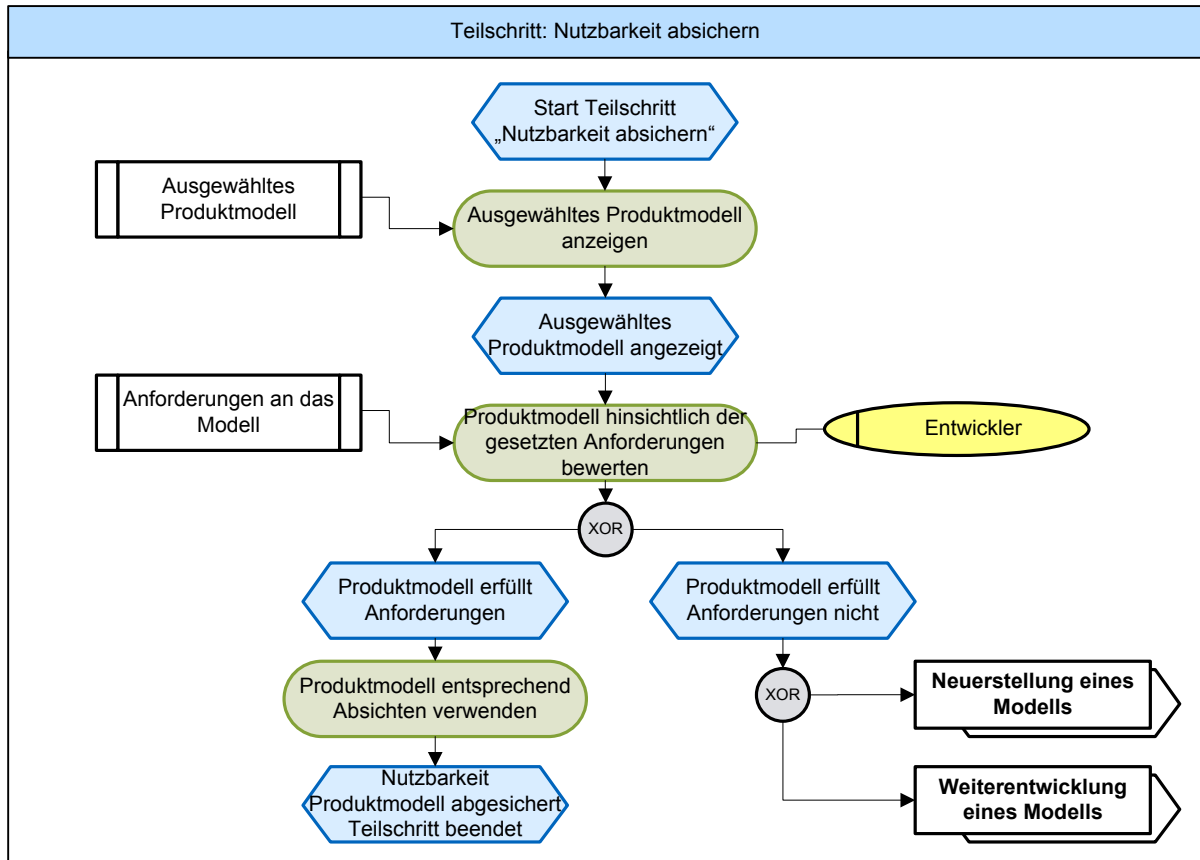 Teilschritt: Nutzbarkeit absichern
Start Teilschritt
„Nutzbarkeit absichern“
Ausgewähltes
Produktmodell
Ausgewähltes Produktmodell
anzeigen
Ausgewähltes
Produktmodell angezeigt
Anforderungen an das
Modell
Produktmodell hinsichtlich der
gesetzten Anforderungen
bewerten
Entwickler
XOR
Produktmodell erfüllt
Anforderungen
Produktmodell erfüllt
Anforderungen nicht
Produktmodell entsprechend
Absichten verwenden
XOR
Neuerstellung eines
Modells
Nutzbarkeit
Produktmodell abgesichert
Teilschritt beendet
Weiterentwicklung
eines Modells